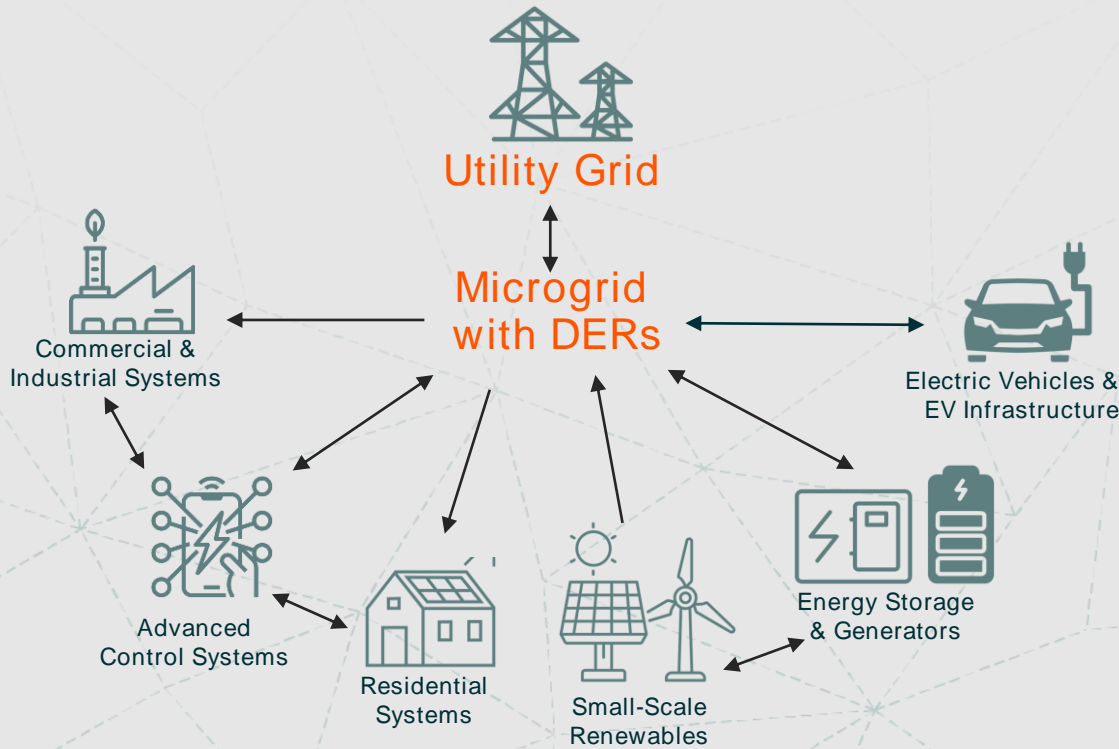 Utility Grid
Microgrid
with DERs
Commercial &
Industrial Systems
Electric Vehicles &
EV Infrastructure
Advanced
Control Systems
Residential
Systems
Small-Scale
Renewables
Energy Storage
& Generators